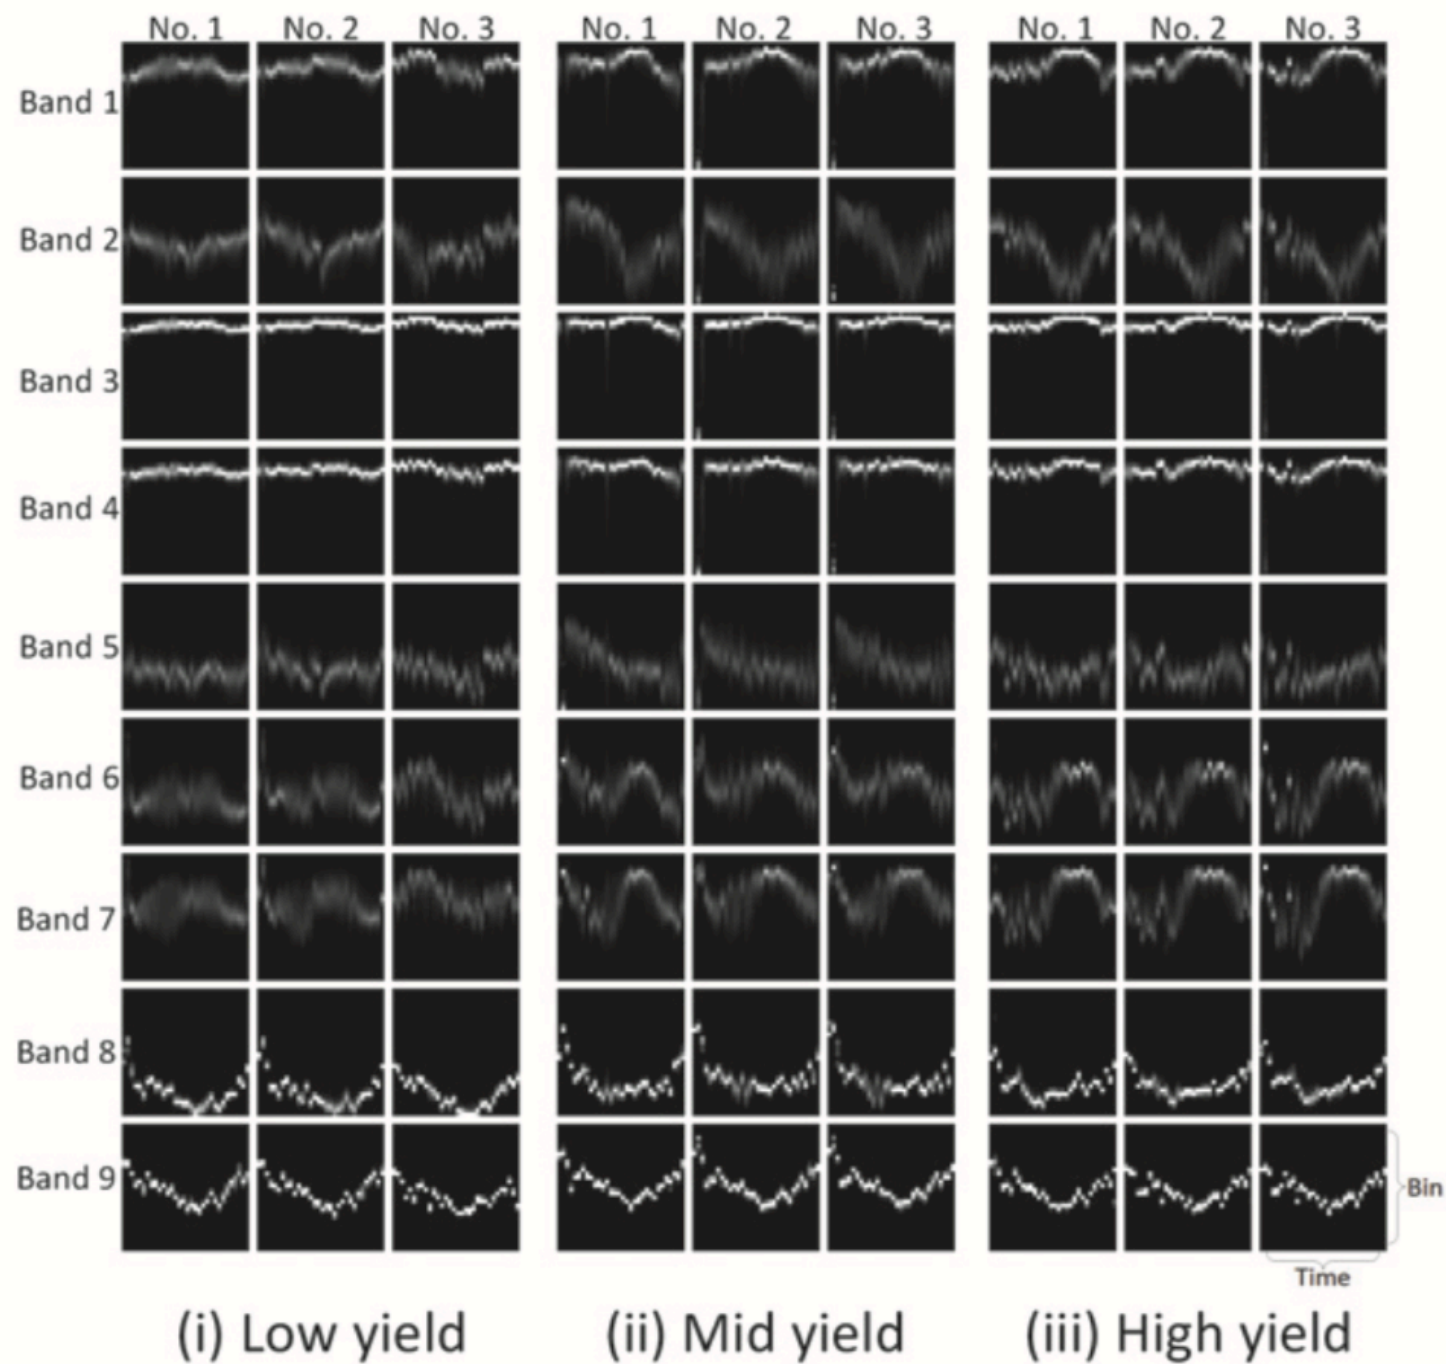 No. 1 No. 2 No. 3 No. 1 No. 2 No. 3 No. 1 No. 2 No. 3
Band 1
Band 2
Band 3
Band 4
Band 5
Band 6
Band 7
Band 8
Band 9
Bin
Time
(i) Low yield (ii) Mid yield (iii) High yield